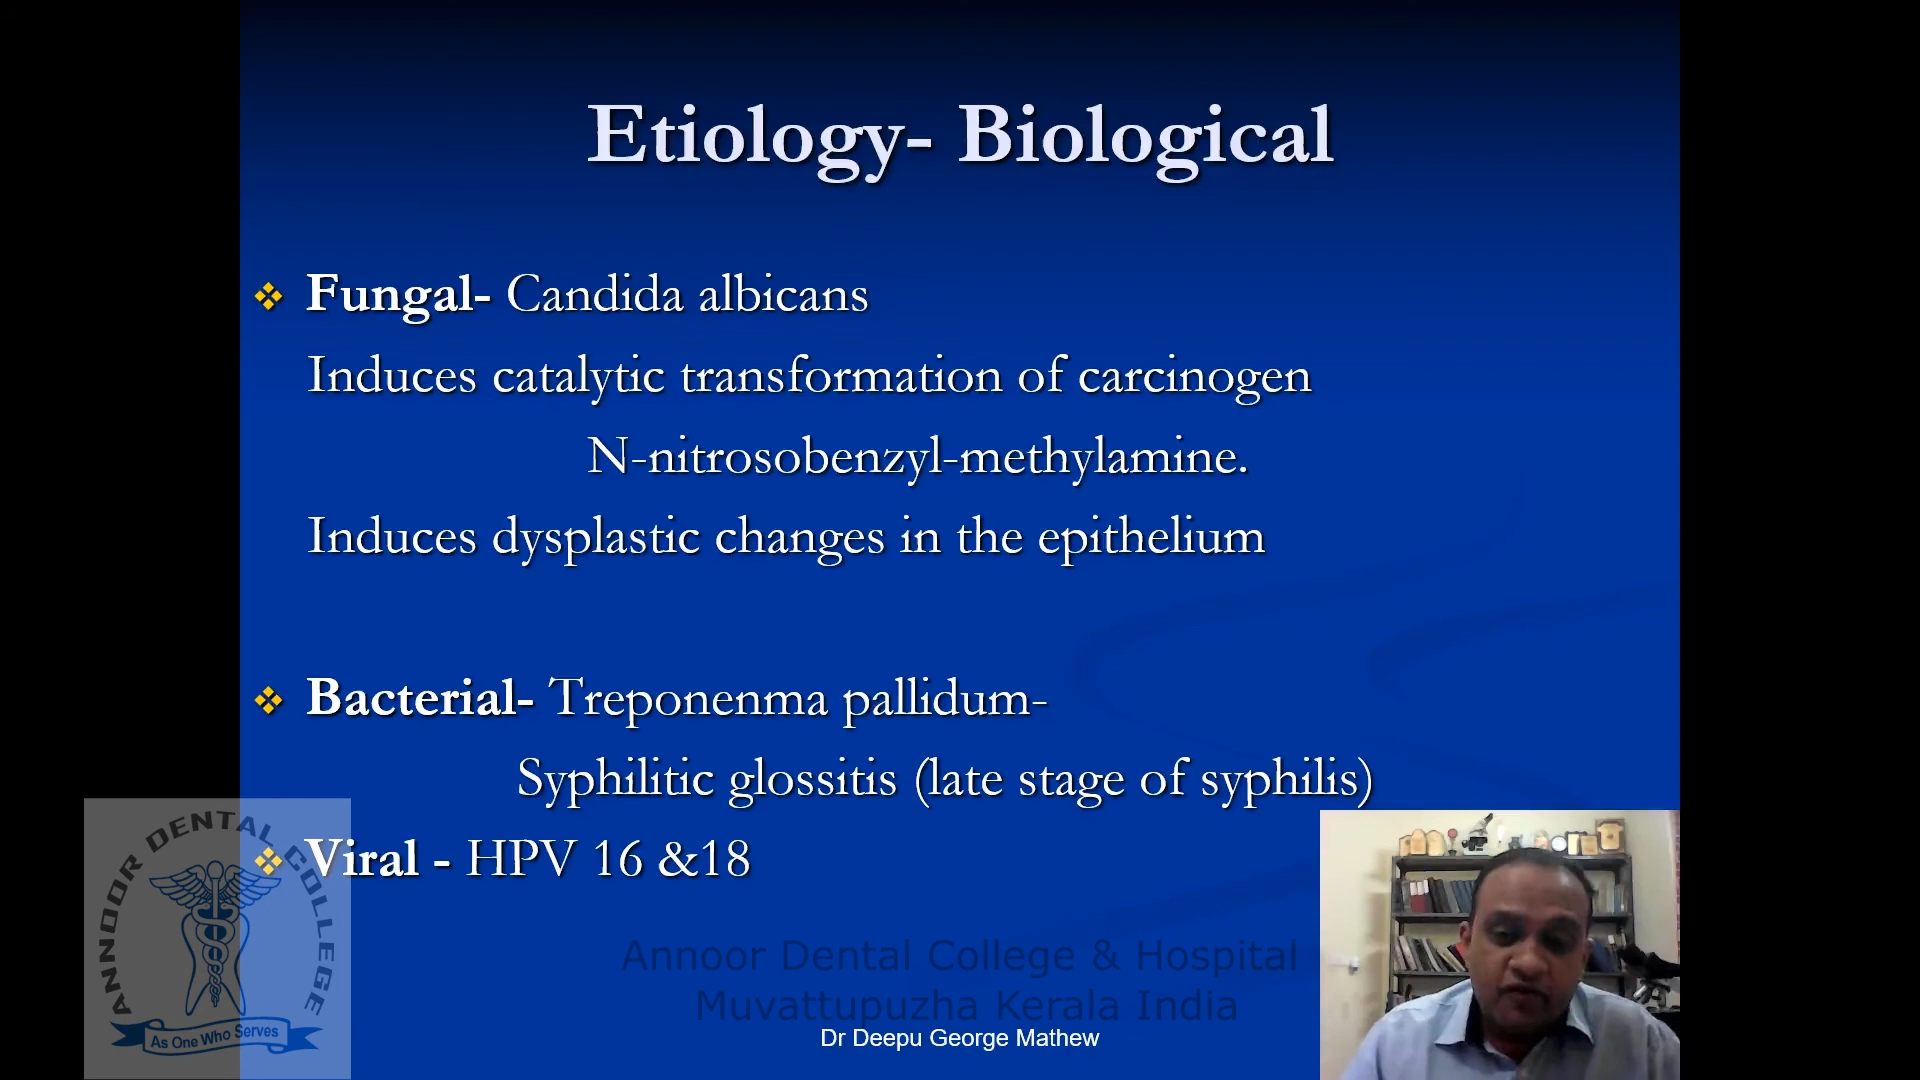 Etiology- Biological
❖ Fungal- Candida albicans
Induces catalytic transformation of carcinogen
N-nitrosobenzyl-methylamine.
Induces dysplastic changes in the epithelium
❖ Bacterial- Treponenma pallidum-
Syphilitic glossitis (late stage of syphilis)
❖ Viral - HPV 16 &18
ANNOOR DENTAL COLLEGE
As One Who Serves
Annoor Dental College & Hospital
Muvattupuzha Kerala India
Dr Deepu George Mathew